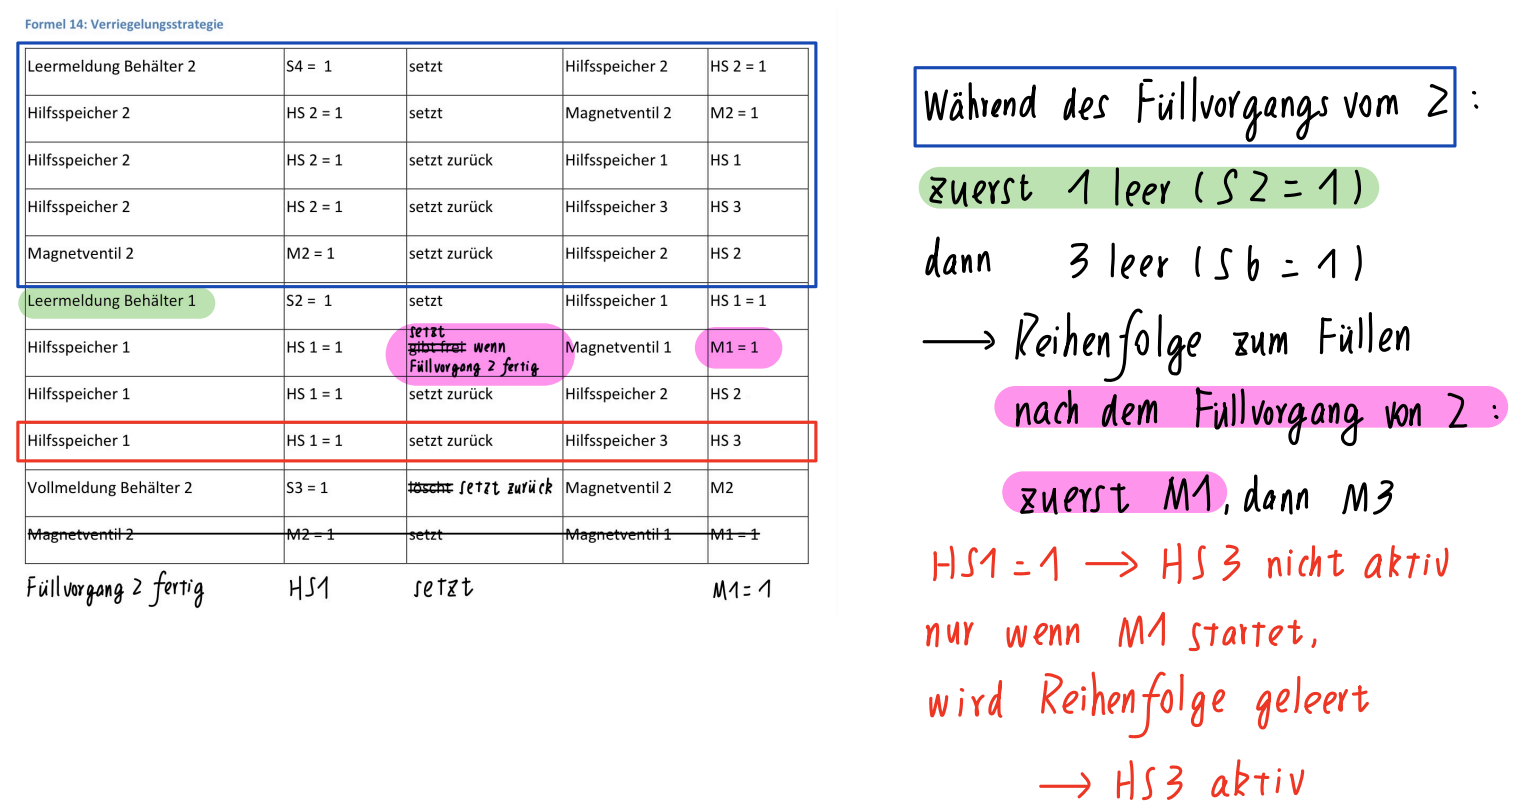 Formel 14: Verriegelungsstrategie
Leermeldung Behälter 2 S4 = 1 setzt Hilfsspeicher 2 HS 2 = 1
Hilfsspeicher 2 HS 2 = 1 setzt Magnetventil 2 M2 = 1
Hilfsspeicher 2 HS 2 = 1 setzt zurück Hilfsspeicher 1 HS 1
Hilfsspeicher 2 HS 2 = 1 setzt zurück Hilfsspeicher 3 HS 3
Magnetventil 2 M2 = 1 setzt zurück Hilfsspeicher 2 HS 2
Leermeldung Behälter 1 S2 = 1 setzt Hilfsspeicher 1 HS 1 = 1
setzt
Hilfsspeicher 1 HS 1 = 1 gibt frei wenn Magnetventil 1 M1 = 1
Füllvorgang 2 fertig
Hilfsspeicher 1 HS 1 = 1 setzt zurück Hilfsspeicher 2 HS 2
Hilfsspeicher 1 HS 1 = 1 setzt zurück Hilfsspeicher 3 HS 3
Vollmeldung Behälter 2 S3 = 1 löscht setzt zurück Magnetventil 2 M2
Magnetventil 2 M2 = 1 setzt Magnetventil 1 M1 = 1
Füllvorgang 2 fertig HS1 setzt M1 = 1
Während des Füllvorgangs vom 2 :
zuerst 1 leer ( S2 = 1 )
dann 3 leer ( S6 = 1 )
→ Reihenfolge zum Füllen
nach dem Füllvorgang von 2 :
zuerst M1, dann M3
HS1 = 1 → HS 3 nicht aktiv
nur wenn M1 startet,
wird Reihenfolge geleert
→ HS3 aktiv